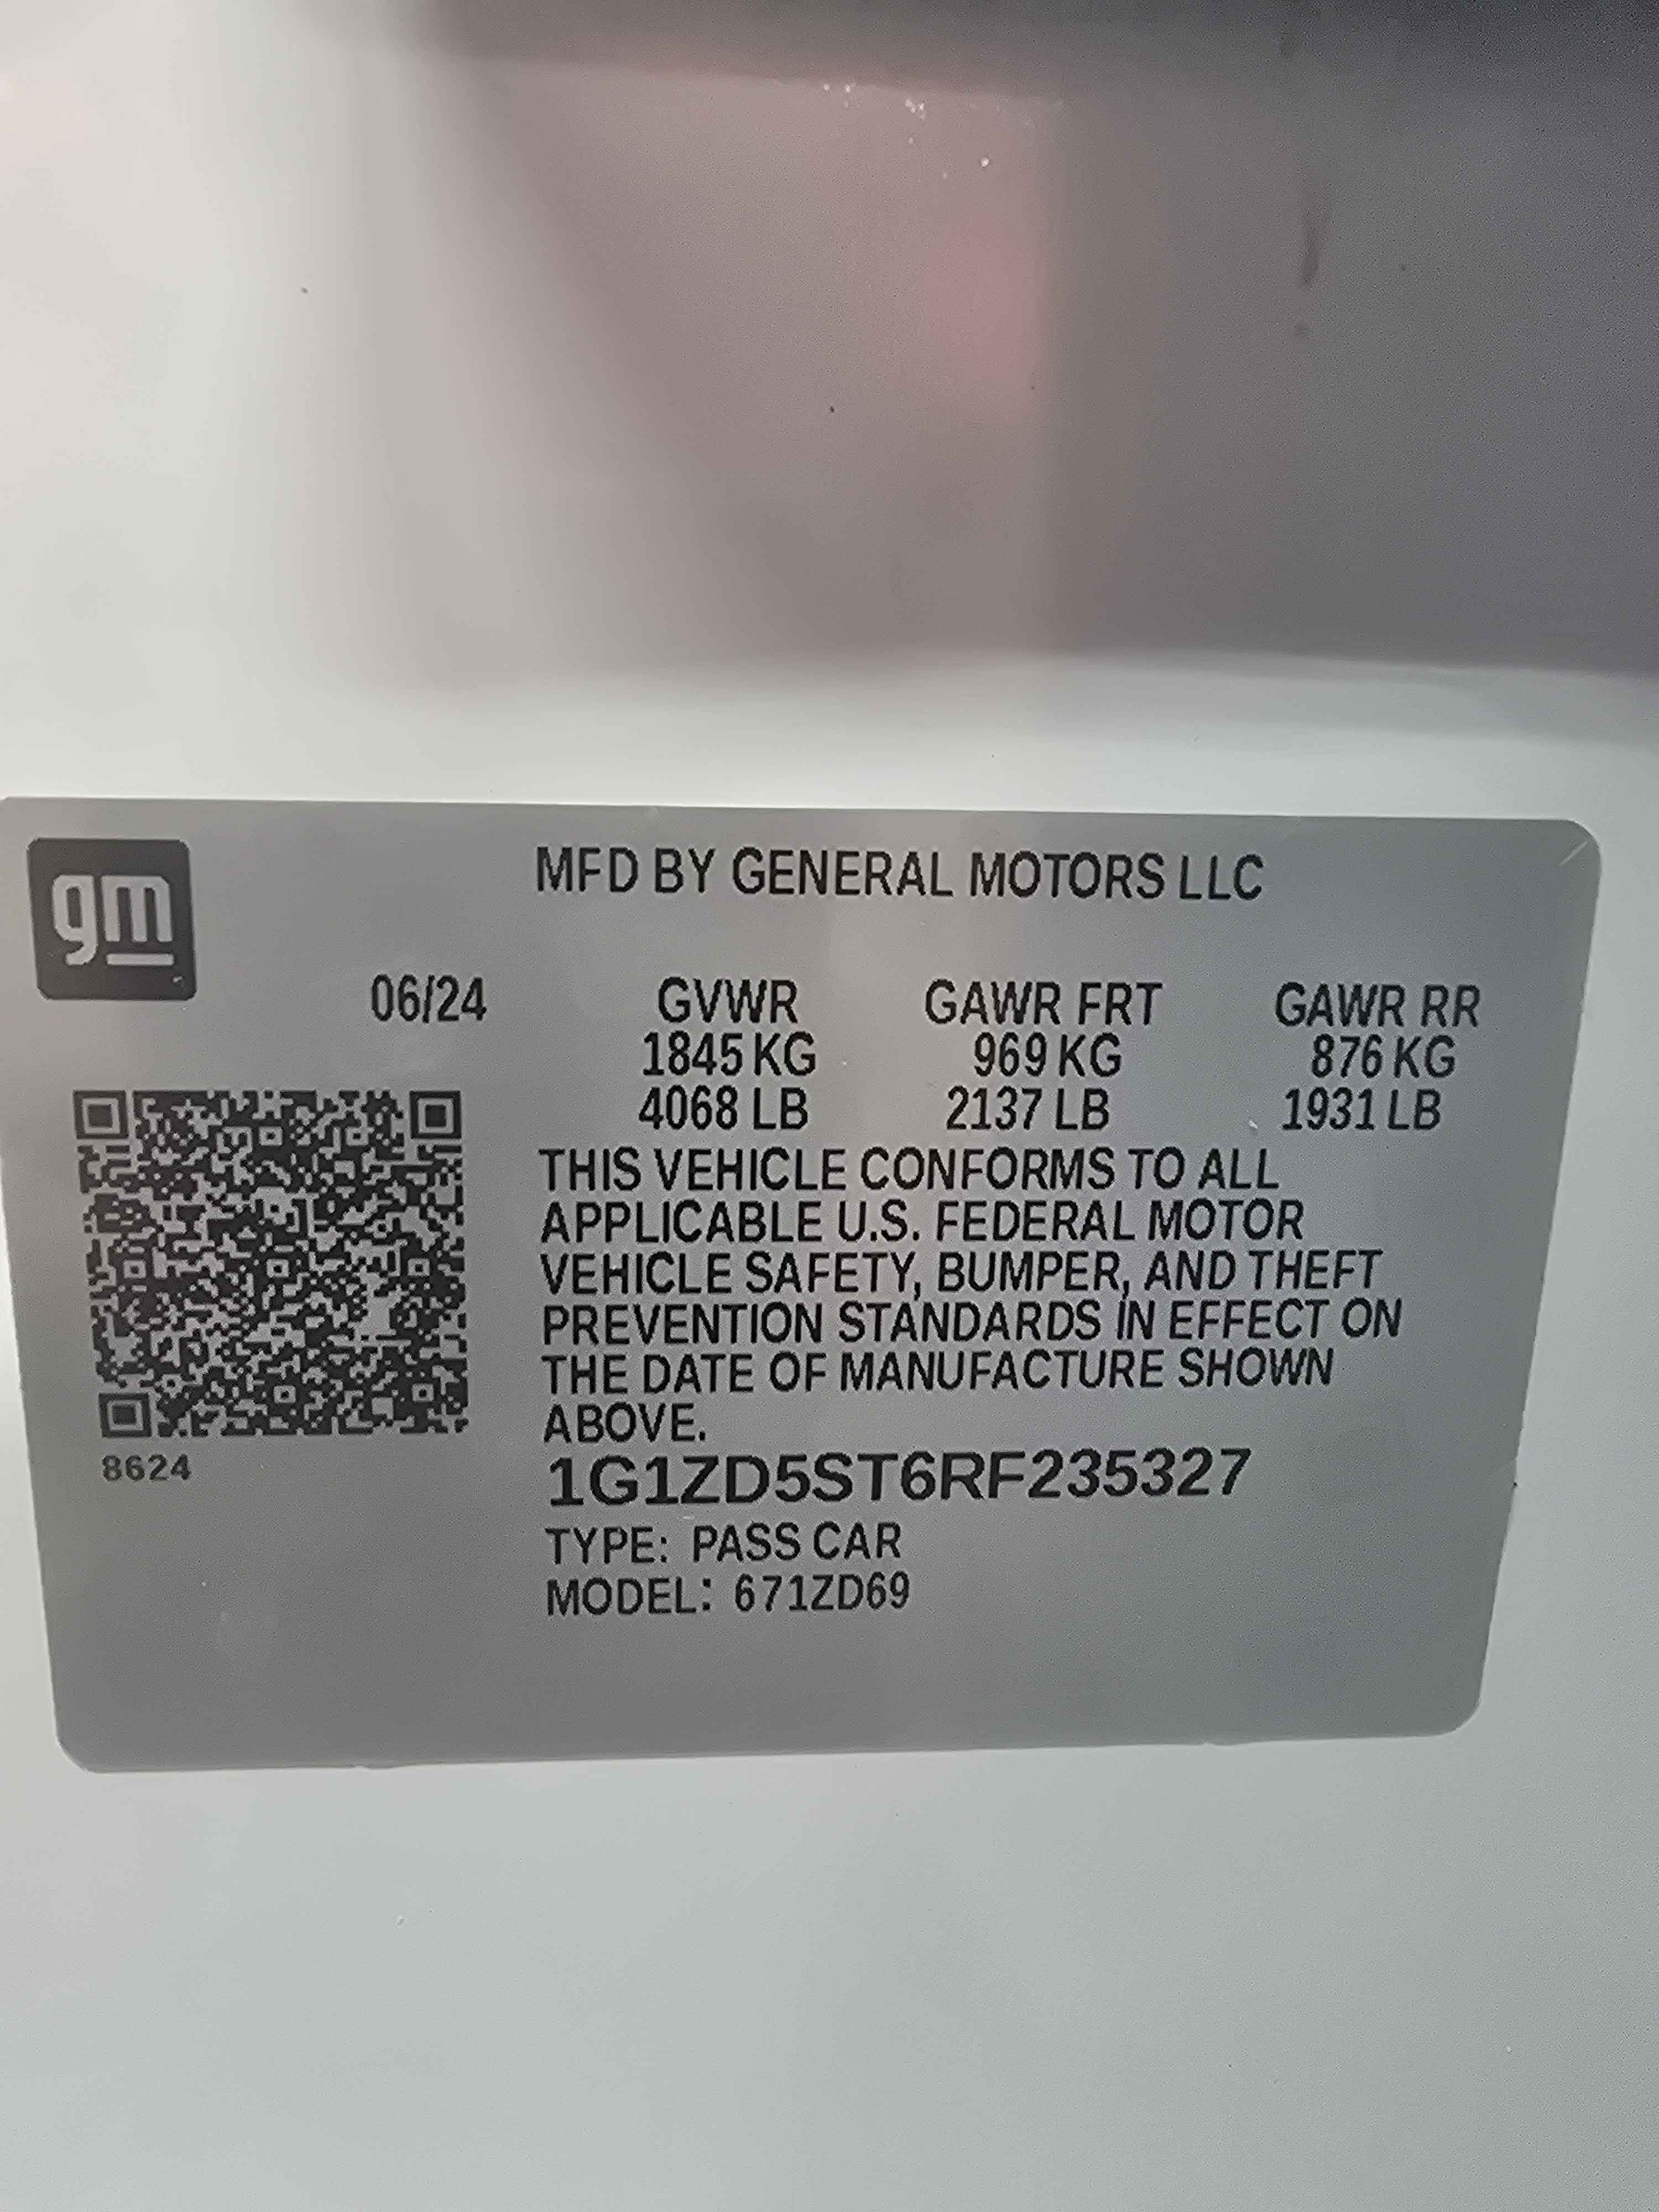 gm
MFD BY GENERAL MOTORS LLC
06/24 GVWR GAWR FRT GAWR RR
1845 KG 969 KG 876 KG
4068 LB 2137 LB 1931 LB
THIS VEHICLE CONFORMS TO ALL
APPLICABLE U.S. FEDERAL MOTOR
VEHICLE SAFETY, BUMPER, AND THEFT
PREVENTION STANDARDS IN EFFECT ON
THE DATE OF MANUFACTURE SHOWN
ABOVE.
8624
1G1ZD5ST6RF235327
TYPE: PASS CAR
MODEL: 671ZD69